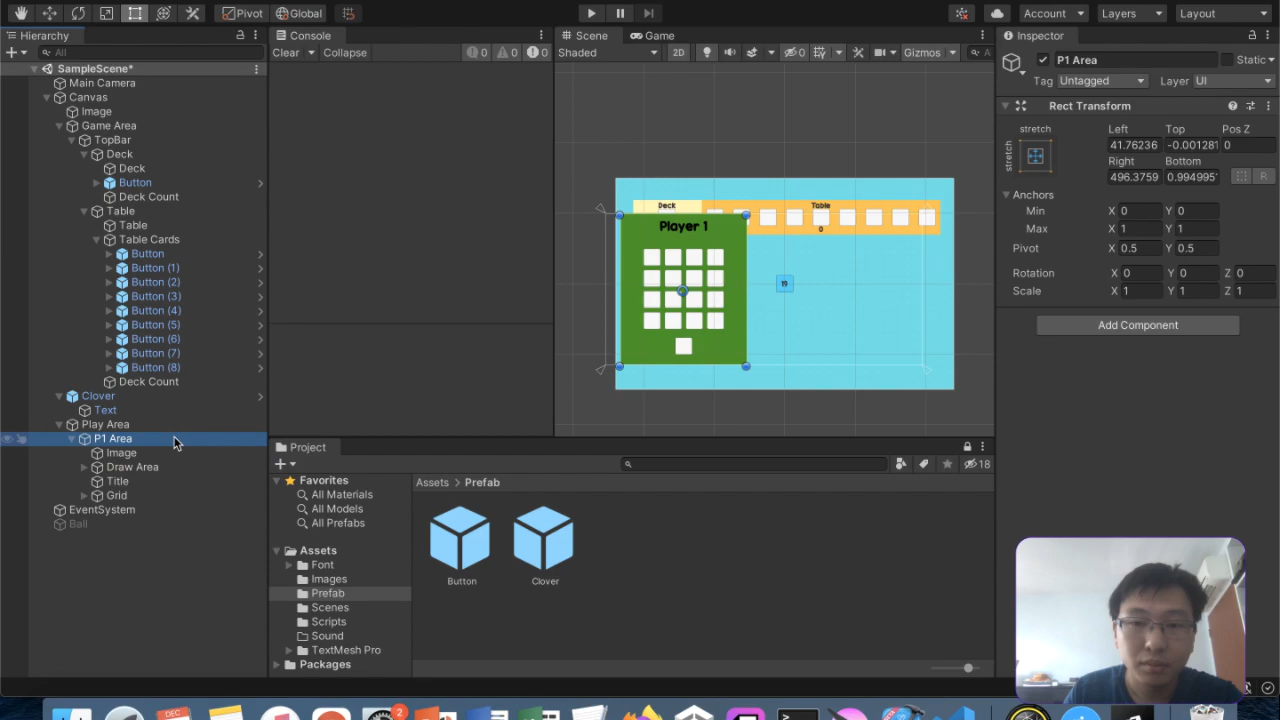 Pivot Global Account Layers Layout
Hierarchy Console Scene Game Inspector
All Clear Collapse 0 0 0 Shaded 2D 0 Gizmos A
SampleScene*
Main Camera
Canvas
Image
Game Area
TopBar
Deck
Deck
Button
Deck Count
Table
Table
Table Cards
Button
Button (1)
Button (2)
Button (3)
Button (4)
Button (5)
Button (6)
Button (7)
Button (8)
Deck Count
Clover
Text
Play Area
P1 Area
Image
Draw Area
Title
Grid
EventSystem
Ball
Deck Table
0
Player 1
19
P1 Area Static
Tag Untagged Layer UI
Rect Transform
stretch Left Top Pos Z
stretch 41.76236 -0.001281 0
Right Bottom
496.3759 0.994995 R
Anchors
Min X 0 Y 0
Max X 1 Y 1
Pivot X 0.5 Y 0.5
Rotation X 0 Y 0 Z 0
Scale X 1 Y 1 Z 1
Add Component
Project
18
Favorites
All Materials
All Models
All Prefabs
Assets
Font
Images
Prefab
Scenes
Scripts
Sound
TextMesh Pro
Packages
Assets > Prefab
Button Clover
DEC
2